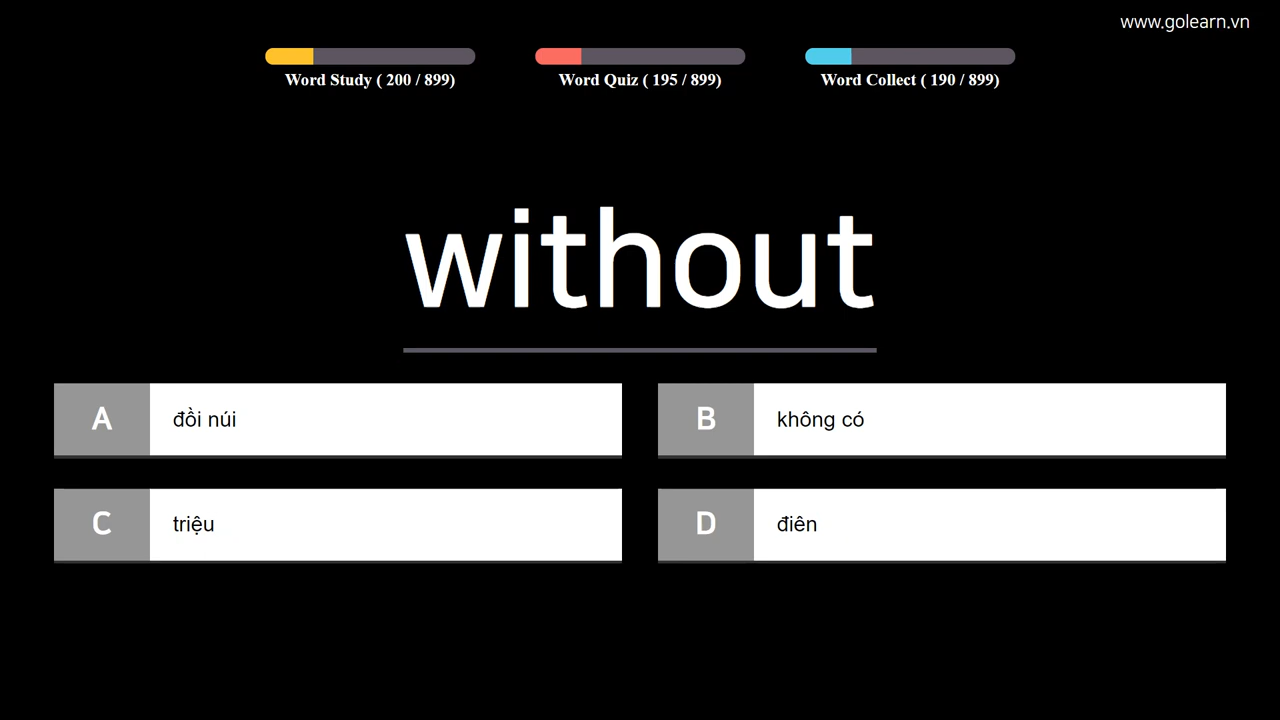 www.golearn.vn
Word Study ( 200 / 899)
Word Quiz ( 195 / 899)
Word Collect ( 190 / 899)
without
A đồi núi
B không có
C triệu
D điên